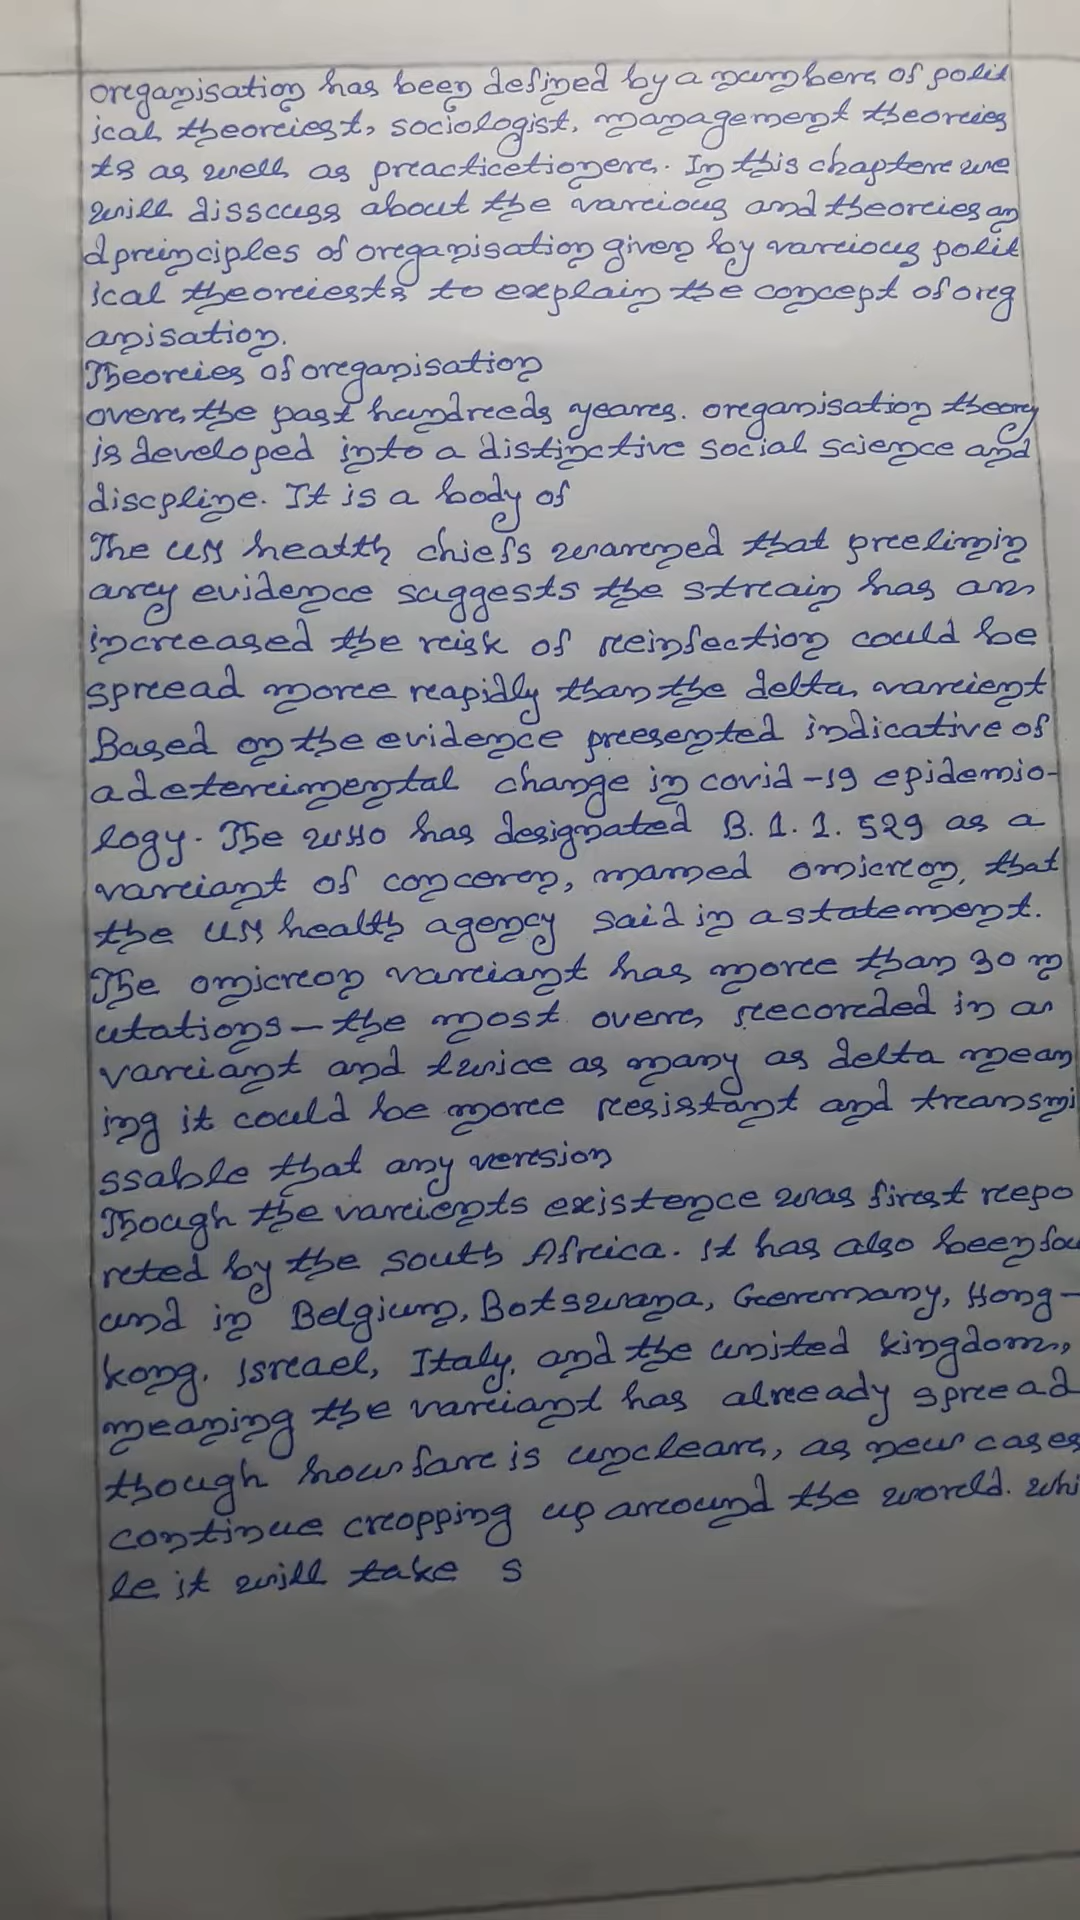 oreganisation has been defined by a numbers of polit
ical theoriest, sociologist, management theories
ts as well as practicetioners. In this chapter we
will disscuss about the various and theories an
d principles of organisation given by various polit
ical theoriests to explain the concept of org
anisation.
Theories of organisation
over the past hundreeds years. organisation theory
is developed into a distinctive social science and
discpline. It is a body of
The UN heatth chiefs warned that prelimin
ary evidence suggests the strain has an
increased the risk of reinfection could be
spread more rapidly than the delta varient
Based on the evidence presented indicative of
a deterimental change in covid-19 epidemio-
logy. The WHO has designated B.1.1.529 as a
variant of concern, named omicron, that
the UN health agency said in a statement.
The omicron variant has more than 30 m
utations - the most over recorded in a
variant and twice as many as delta mean
ing it could be more resistant and transmi
ssable that any version
Though the varients existence was first repo
rted by the south Africa. It has also been fou
und in Belgium, Botswana, Geermany, Hong-
kong, Isreael, Italy, and the united kingdom,
meaning the variant has already spread
though how far is unclear, as new cases
continue cropping up around the world. whi
le it will take s